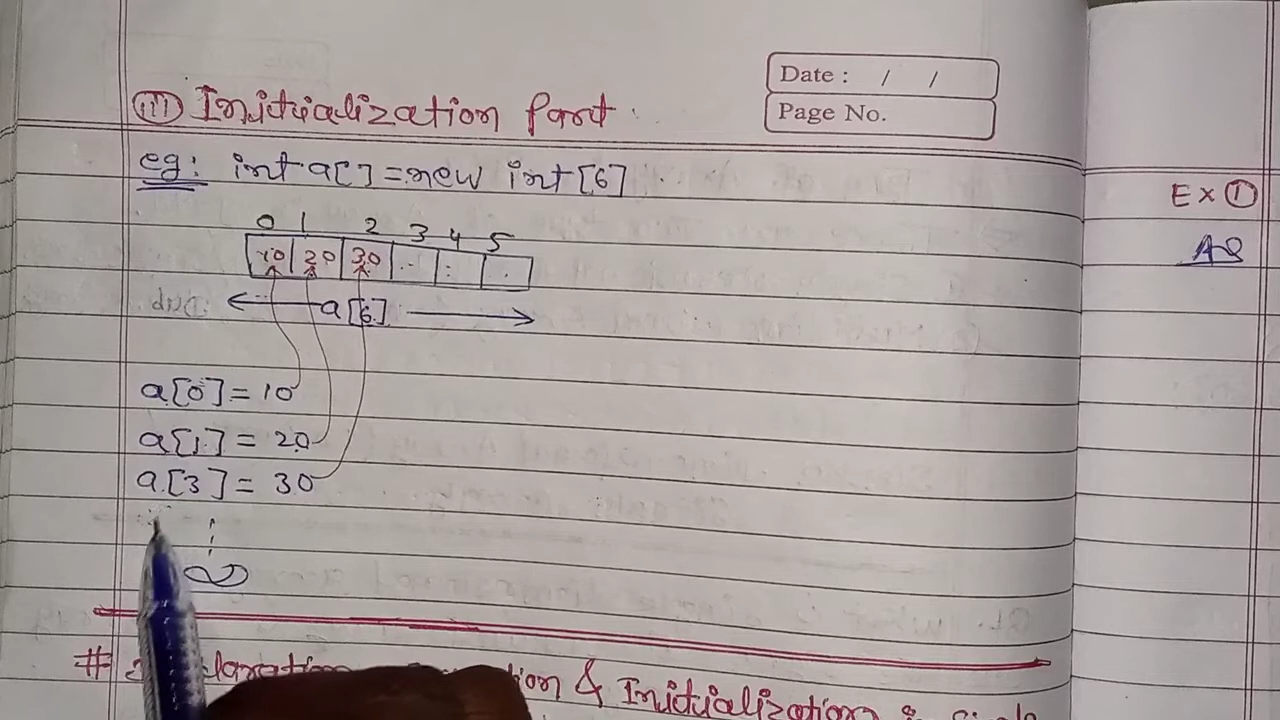 Date : / /
Page No.
(III) Initialization Part
eg: int a[ ] = new int [6]
0 1 2 3 4 5
10 20 30 . : .
a[6]
a[0] = 10
a[1] = 20
a[3] = 30
EX ①
# & Initialization